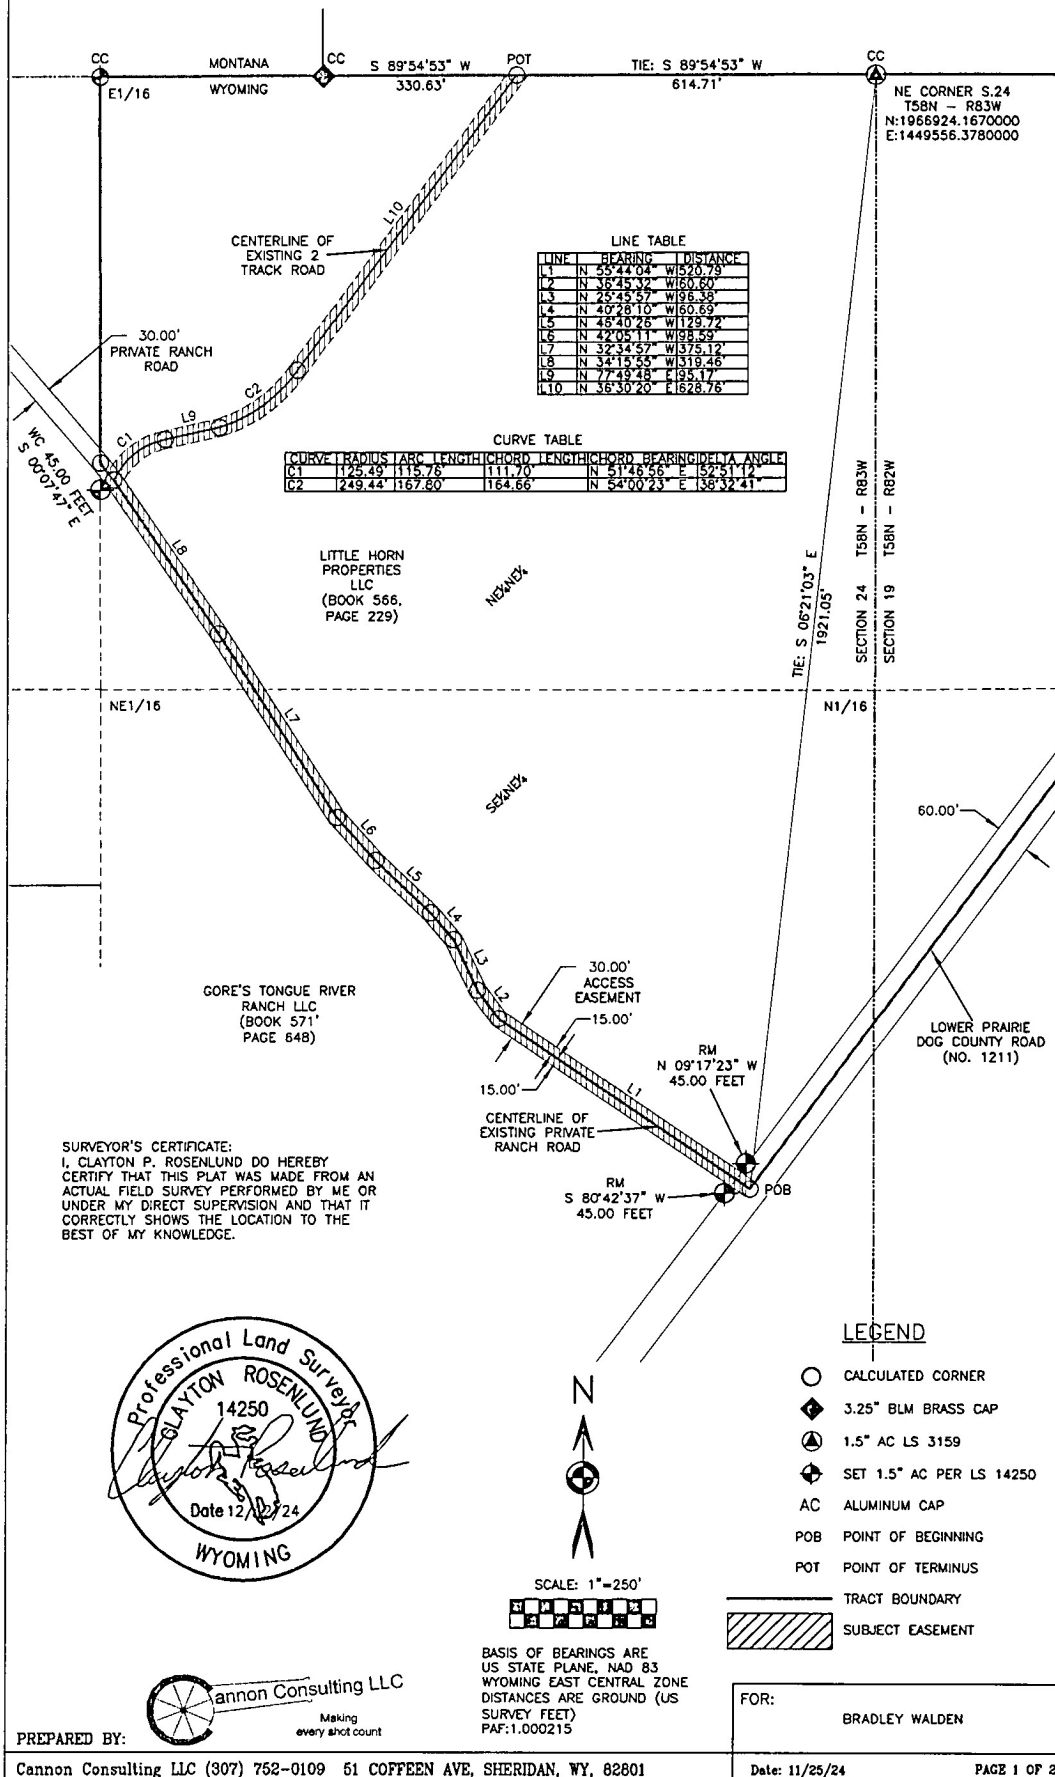 CC
MONTANA
WYOMING
E1/16
CC
S 89°54'53" W
330.63'
POT
TIE: S 89°54'53" W
614.71'
CC
NE CORNER S.24
T58N - R83W
N:1966924.1670000
E:1449556.3780000
L10
CENTERLINE OF
EXISTING 2
TRACK ROAD
LINE TABLE
LINE BEARING DISTANCE
L1 N 55°44'04" W 520.79'
L2 N 36°45'32" W 60.60'
L3 N 25°45'57" W 96.38'
L4 N 40°28'10" W 60.69'
L5 N 46°40'26" W 129.72'
L6 N 42°05'11" W 98.59'
L7 N 32°34'57" W 375.12'
L8 N 34°15'55" W 319.46'
L9 N 77°49'48" E 95.17'
L10 N 36°30'20" E 628.76'
30.00'
PRIVATE RANCH
ROAD
C2
L9
C1
CURVE TABLE
CURVE RADIUS ARC LENGTH CHORD LENGTH CHORD BEARING DELTA ANGLE
C1 125.49' 115.76' 111.70' N 51°46'56" E 52°51'12"
C2 249.44' 167.80' 164.66' N 54°00'23" E 38°32'41"
WC 45.00 FEET
S 00°07'47" E
L8
LITTLE HORN
PROPERTIES
LLC
(BOOK 566,
PAGE 229)
NE¼NE¼
TIE: S 06°21'03" E
1921.05'
SECTION 24 T58N - R83W
SECTION 19 T58N - R82W
NE1/16
N1/16
L7
SE¼NE¼
60.00'
L6
L5
L4
L3
L2
GORE'S TONGUE RIVER
RANCH LLC
(BOOK 571'
PAGE 648)
30.00'
ACCESS
EASEMENT
15.00'
15.00'
L1
RM
N 09°17'23" W
45.00 FEET
LOWER PRAIRIE
DOG COUNTY ROAD
(NO. 1211)
CENTERLINE OF
EXISTING PRIVATE
RANCH ROAD
RM
S 80°42'37" W
45.00 FEET
POB
SURVEYOR'S CERTIFICATE:
I, CLAYTON P. ROSENLUND DO HEREBY
CERTIFY THAT THIS PLAT WAS MADE FROM AN
ACTUAL FIELD SURVEY PERFORMED BY ME OR
UNDER MY DIRECT SUPERVISION AND THAT IT
CORRECTLY SHOWS THE LOCATION TO THE
BEST OF MY KNOWLEDGE.
Professional Land Surveyor
CLAYTON ROSENLUND
14250
Clayton Rosenlund
Date 12/12/24
WYOMING
N
SCALE: 1"=250'
BASIS OF BEARINGS ARE
US STATE PLANE, NAD 83
WYOMING EAST CENTRAL ZONE
DISTANCES ARE GROUND (US
SURVEY FEET)
PAF:1.000215
LEGEND
CALCULATED CORNER
3.25" BLM BRASS CAP
1.5" AC LS 3159
SET 1.5" AC PER LS 14250
AC ALUMINUM CAP
POB POINT OF BEGINNING
POT POINT OF TERMINUS
TRACT BOUNDARY
SUBJECT EASEMENT
PREPARED BY:
Cannon Consulting LLC
Making
every shot count
FOR:
BRADLEY WALDEN
Cannon Consulting LLC (307) 752-0109 51 COFFEEN AVE, SHERIDAN, WY, 82801
Date: 11/25/24
PAGE 1 OF 2